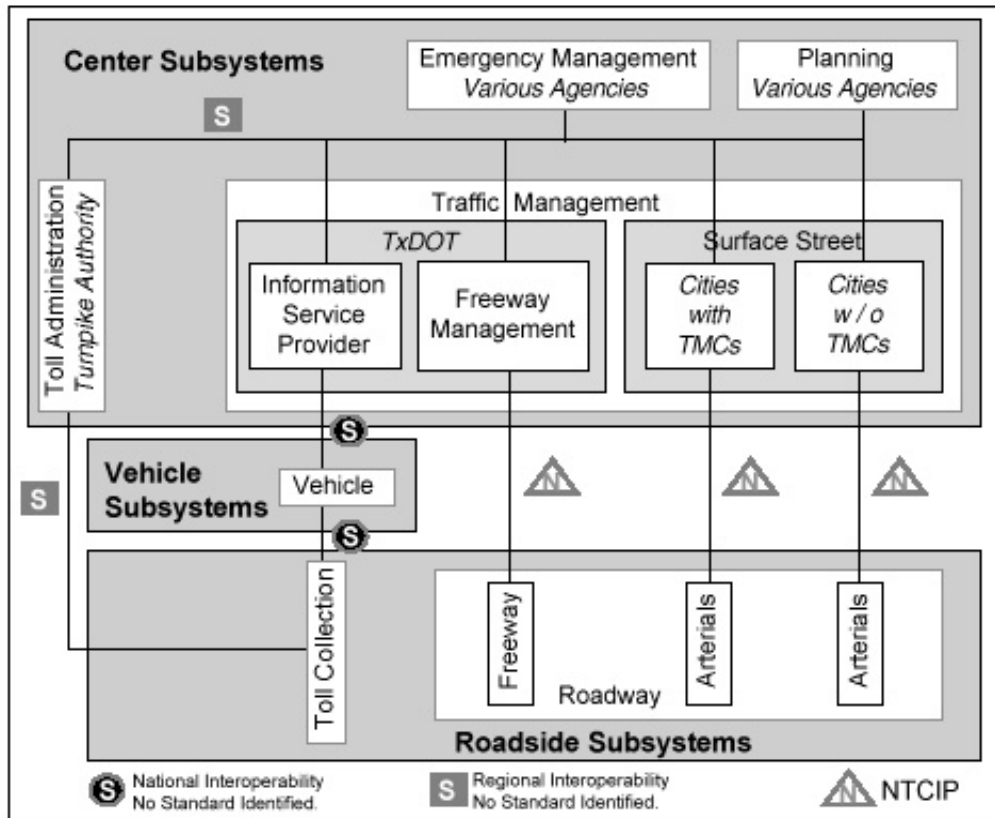 Center Subsystems
Emergency Management
Various Agencies
Planning
Various Agencies
S
Toll Administration
Turnpike Authority
Traffic Management
TxDOT
Surface Street
Information
Service
Provider
Freeway
Management
Cities
with
TMCs
Cities
w / o
TMCs
S
Vehicle
Subsystems
Vehicle
S
N
N
N
S
Toll Collection
Freeway
Arterials
Arterials
Roadway
Roadside Subsystems
S
National Interoperability
No Standard Identified.
S
Regional Interoperability
No Standard Identified.
N
NTCIP